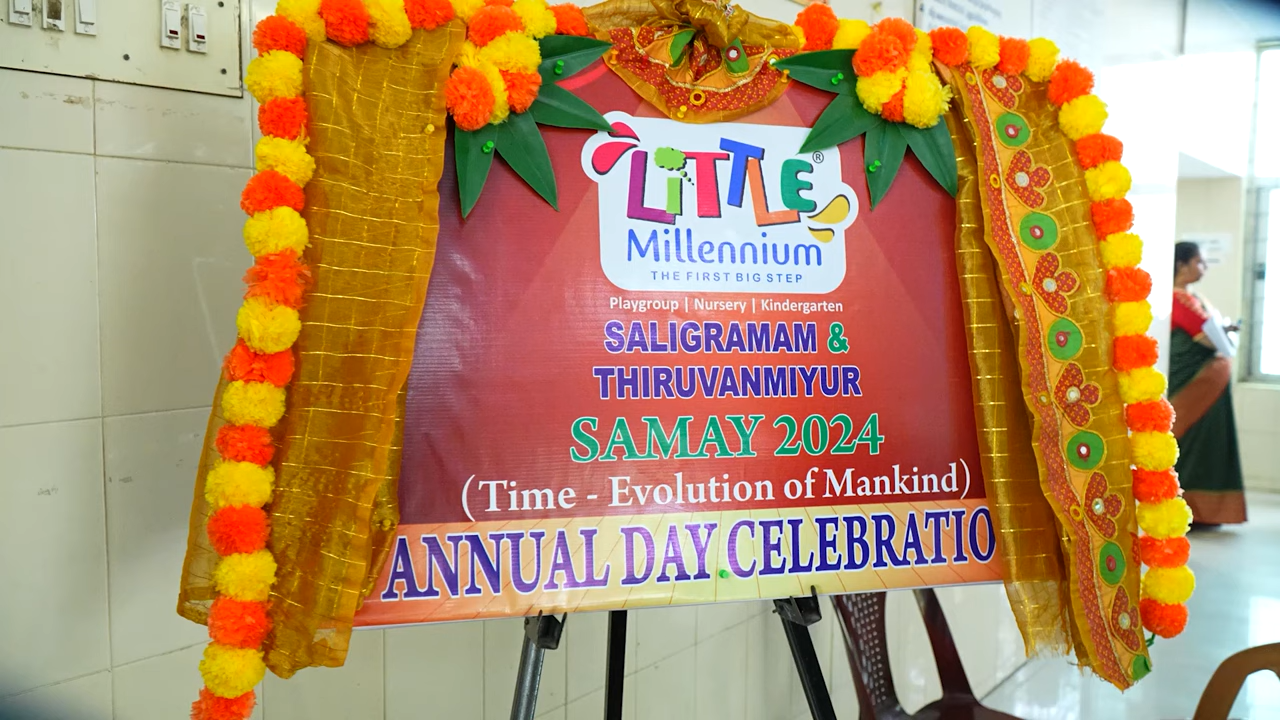 LiTTLE®
Millennium
THE FIRST BIG STEP
Playgroup | Nursery | Kindergarten
SALIGRAMAM &
THIRUVANMIYUR
SAMAY 2024
(Time - Evolution of Mankind)
ANNUAL DAY CELEBRATIO